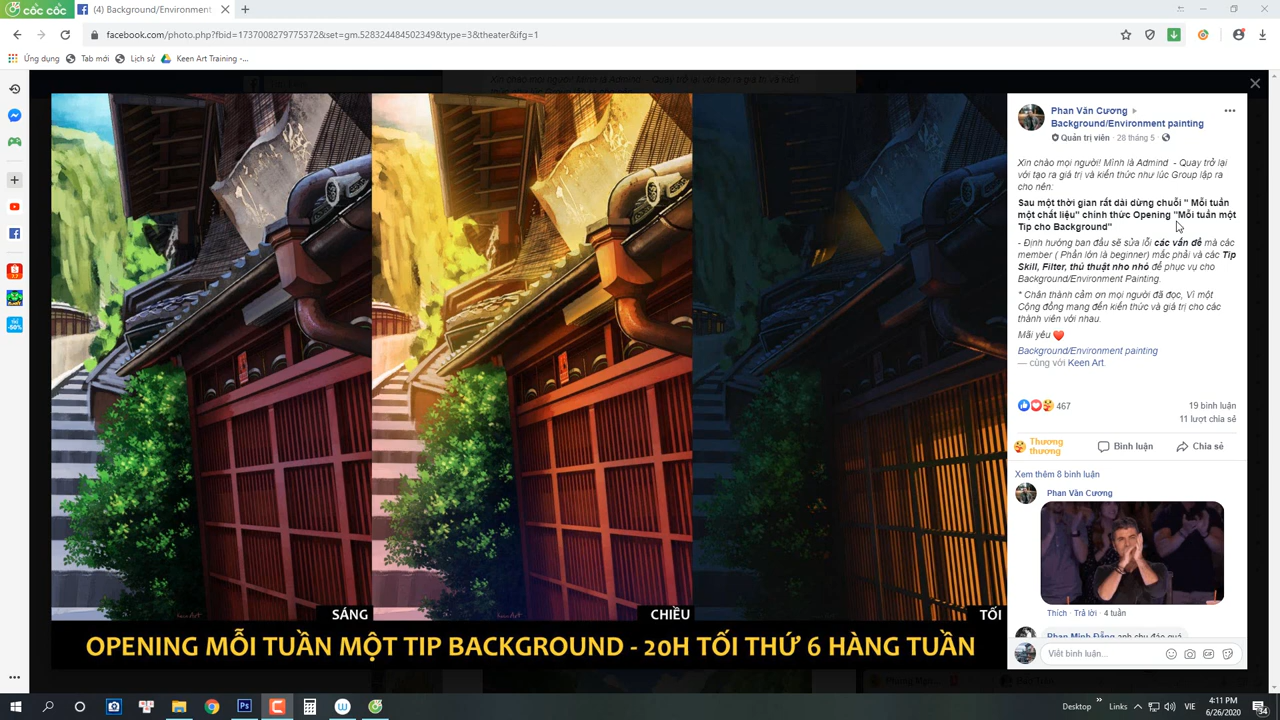 CỐC CỐC
(4) Background/Environment
facebook.com/photo.php?fbid=1737008279775372&set=gm.528324484502349&type=3&theater&ifg=1
Ứng dụng
Tab mới
Lịch sử
Keen Art Training -...
Phan Văn Cương
Background/Environment painting
Quản trị viên · 28 tháng 5 ·
Xin chào mọi người! Mình là Admind - Quay trở lại
với tạo ra giá trị và kiến thức như lúc Group lập ra
cho nên:
Sau một thời gian rất dài dừng chuỗi " Mỗi tuần
một chất liệu" chính thức Opening "Mỗi tuần một
Tip cho Background"
- Định hướng ban đầu sẽ sửa lỗi các vấn đề mà các
member ( Phần lớn là beginner) mắc phải và các Tip
Skill, Filter, thủ thuật nho nhỏ để phục vụ cho
Background/Environment Painting.
* Chân thành cảm ơn mọi người đã đọc, Vì một
Cộng đồng mang đến kiến thức và giá trị cho các
thành viên với nhau.
Mãi yêu
Background/Environment painting
— cùng với Keen Art.
467
19 bình luận
11 lượt chia sẻ
Thương
thương
Bình luận
Chia sẻ
Xem thêm 8 bình luận
Phan Văn Cương
Thích · Trả lời · 4 tuần
Phan Minh Đẳng anh chu đáo quá
Viết bình luận...
GIF
SÁNG
CHIỀU
TỐI
OPENING MỖI TUẦN MỘT TIP BACKGROUND - 20H TỐI THỨ 6 HÀNG TUẦN
-50%
Ps
Desktop
Links
VIE
4:11 PM
6/26/2020
34